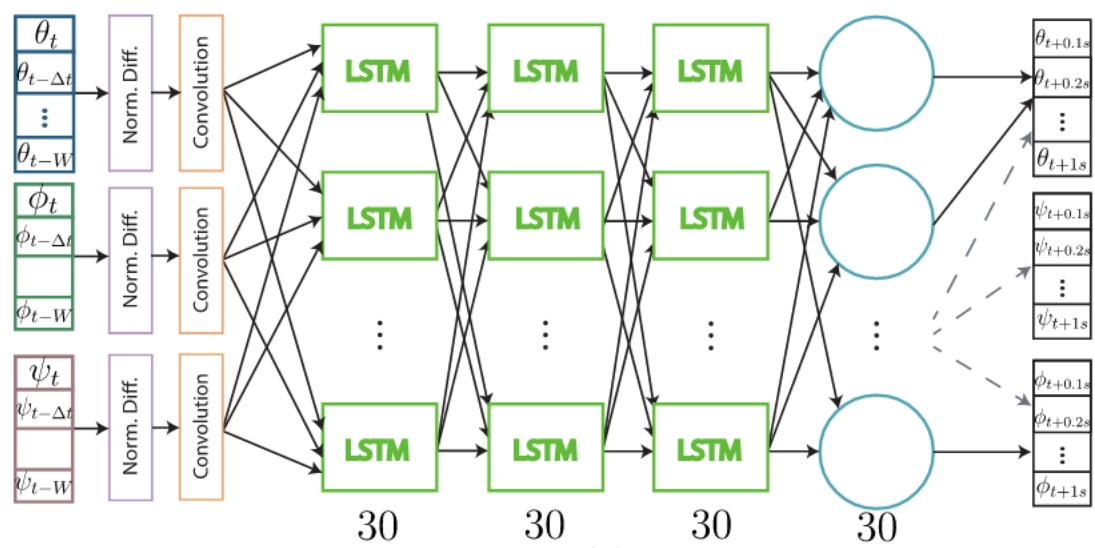 θ_t
θ_{t−Δt}
...
θ_{t−W}
Norm. Diff.
Convolution
ϕ_t
ϕ_{t−Δt}
ϕ_{t−W}
Norm. Diff.
Convolution
ψ_t
ψ_{t−Δt}
ψ_{t−W}
Norm. Diff.
Convolution
LSTM LSTM LSTM
LSTM LSTM LSTM
... ... ... ...
LSTM LSTM LSTM
30 30 30 30
θ_{t+0.1s}
θ_{t+0.2s}
...
θ_{t+1s}
ψ_{t+0.1s}
ψ_{t+0.2s}
...
ψ_{t+1s}
ϕ_{t+0.1s}
ϕ_{t+0.2s}
...
ϕ_{t+1s}